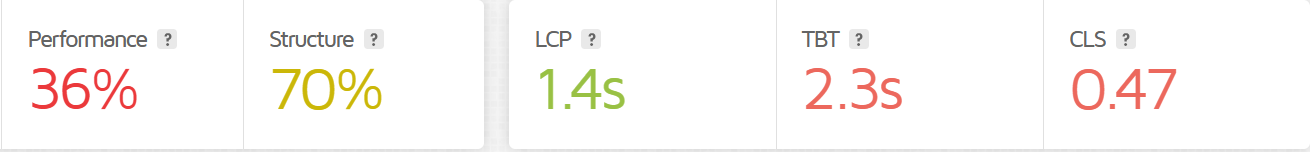 Performance ?
36%
Structure ?
70%
LCP ?
1.4s
TBT ?
2.3s
CLS ?
0.47